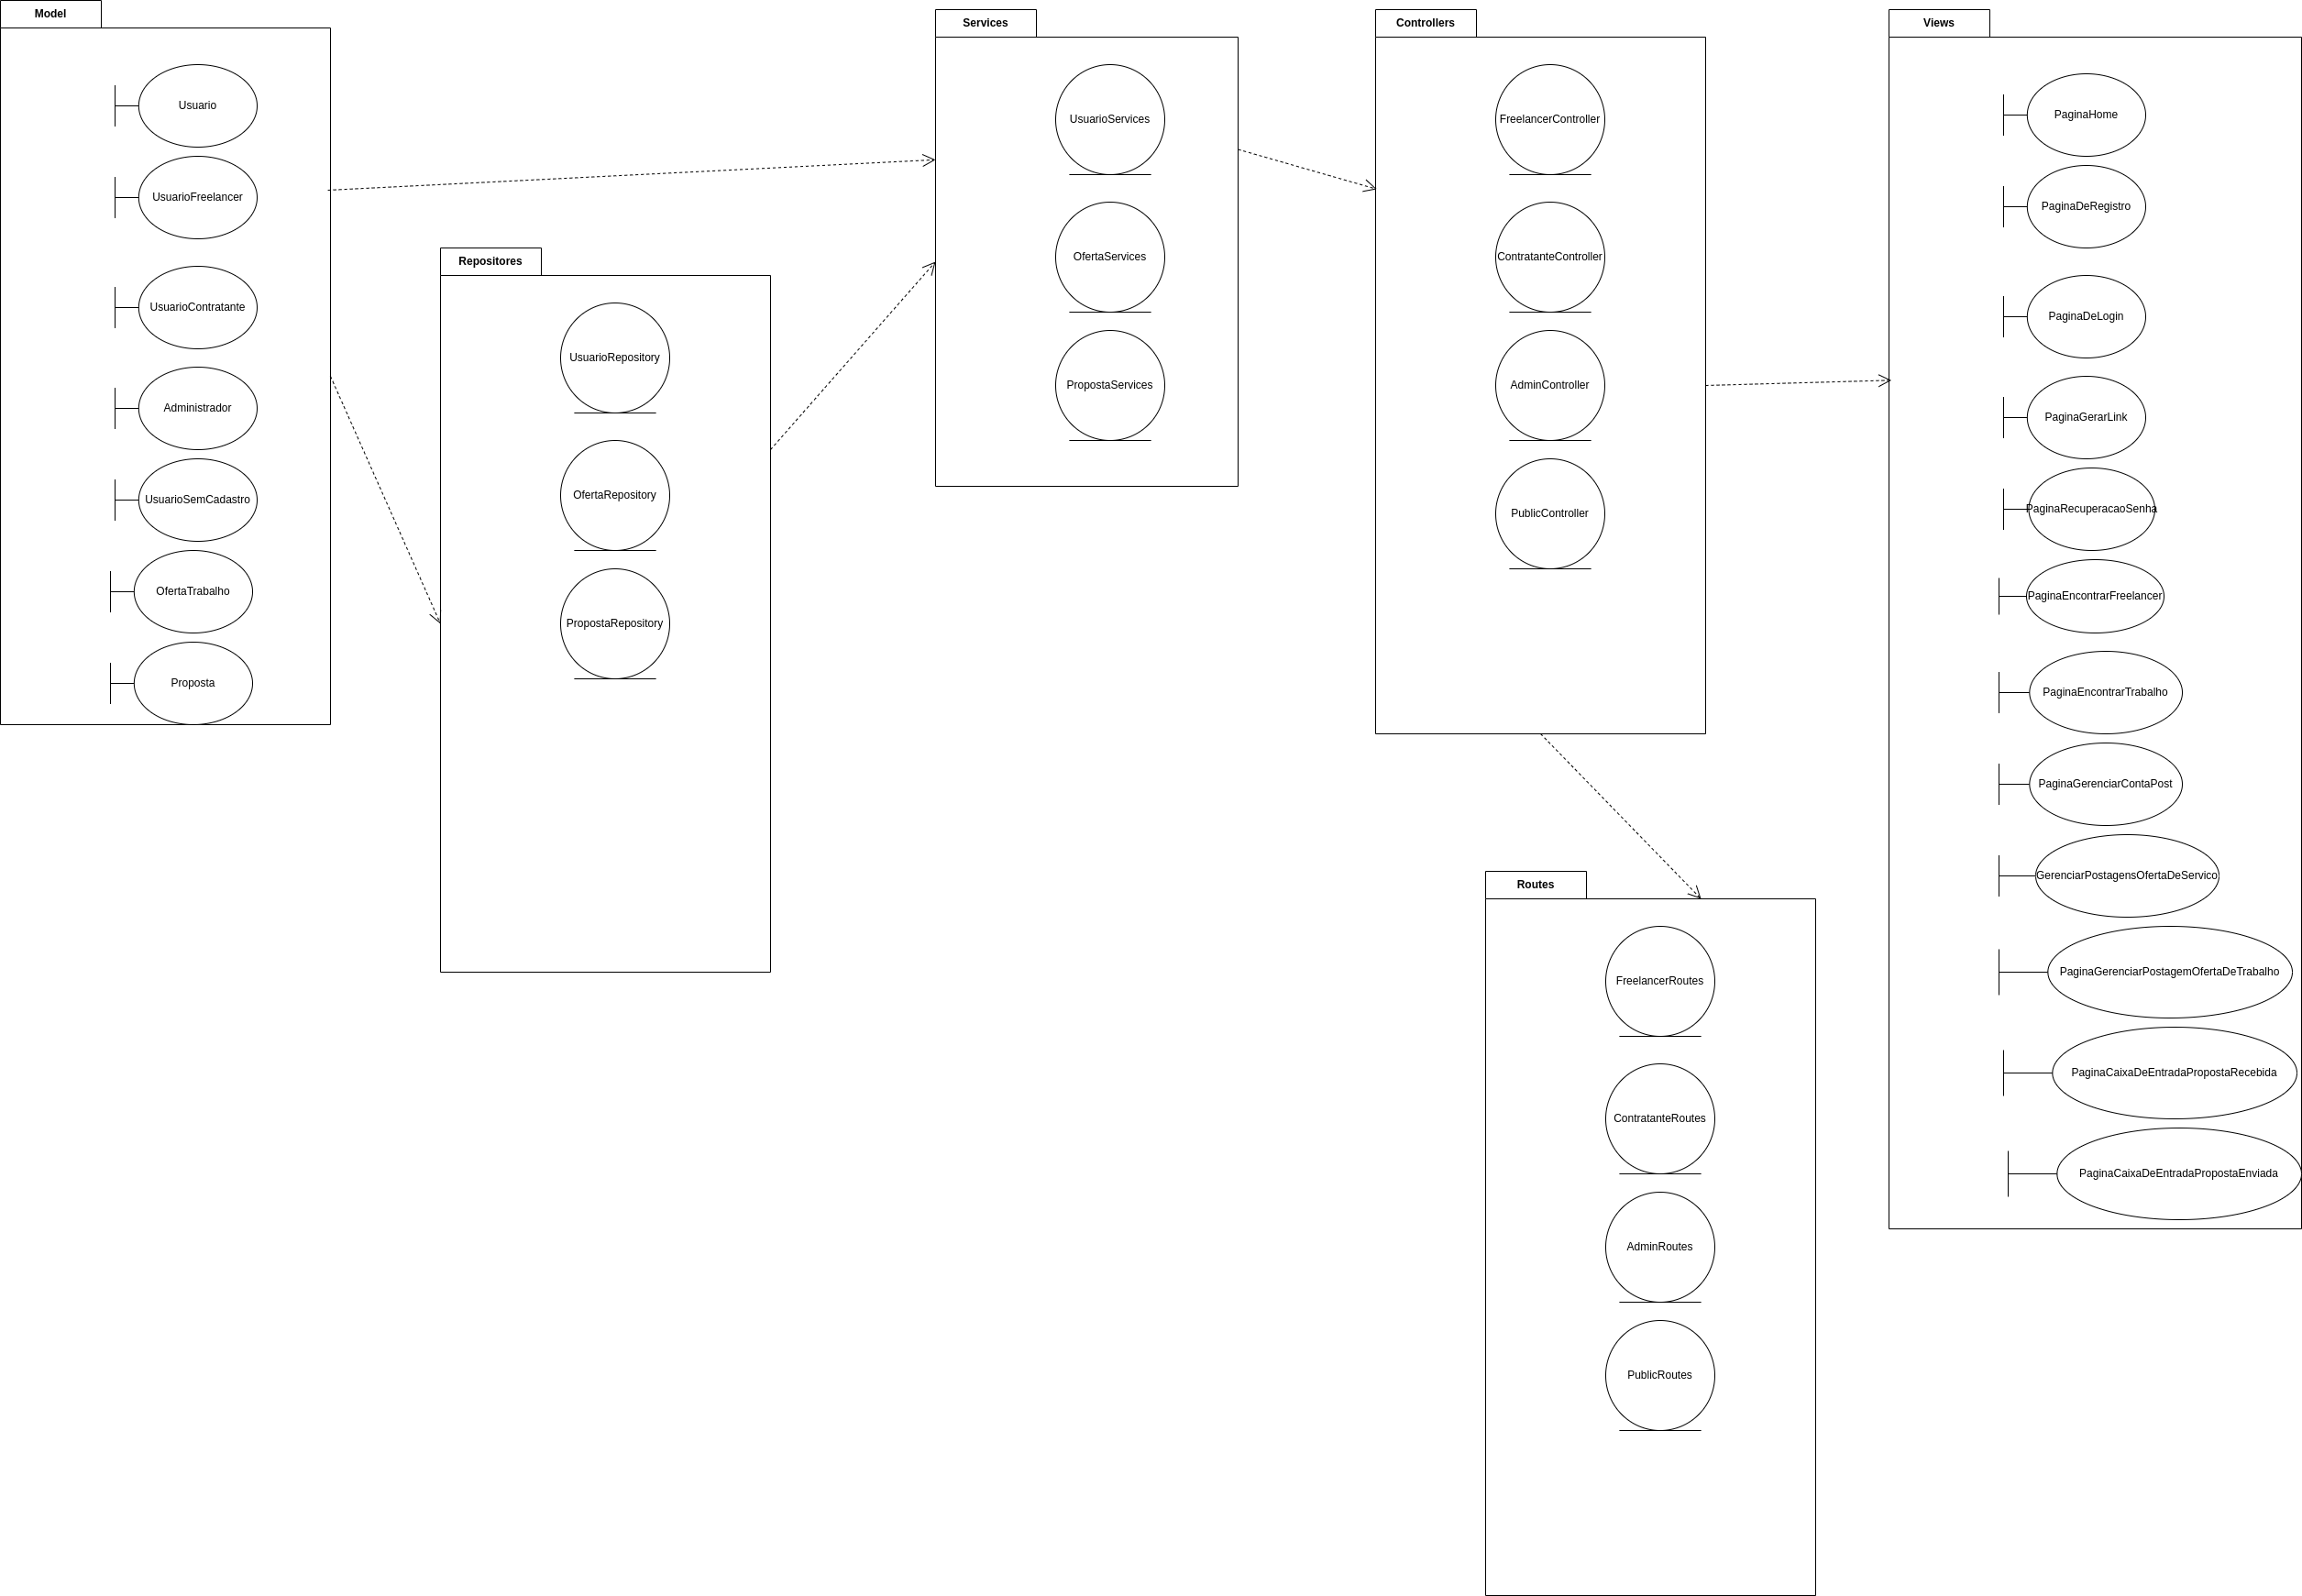 Model
Usuario
UsuarioFreelancer
UsuarioContratante
Administrador
UsuarioSemCadastro
OfertaTrabalho
Proposta
Repositores
UsuarioRepository
OfertaRepository
PropostaRepository
Services
UsuarioServices
OfertaServices
PropostaServices
Controllers
FreelancerController
ContratanteController
AdminController
PublicController
Routes
FreelancerRoutes
ContratanteRoutes
AdminRoutes
PublicRoutes
Views
PaginaHome
PaginaDeRegistro
PaginaDeLogin
PaginaGerarLink
PaginaRecuperacaoSenha
PaginaEncontrarFreelancer
PaginaEncontrarTrabalho
PaginaGerenciarContaPost
GerenciarPostagensOfertaDeServico
PaginaGerenciarPostagemOfertaDeTrabalho
PaginaCaixaDeEntradaPropostaRecebida
PaginaCaixaDeEntradaPropostaEnviada